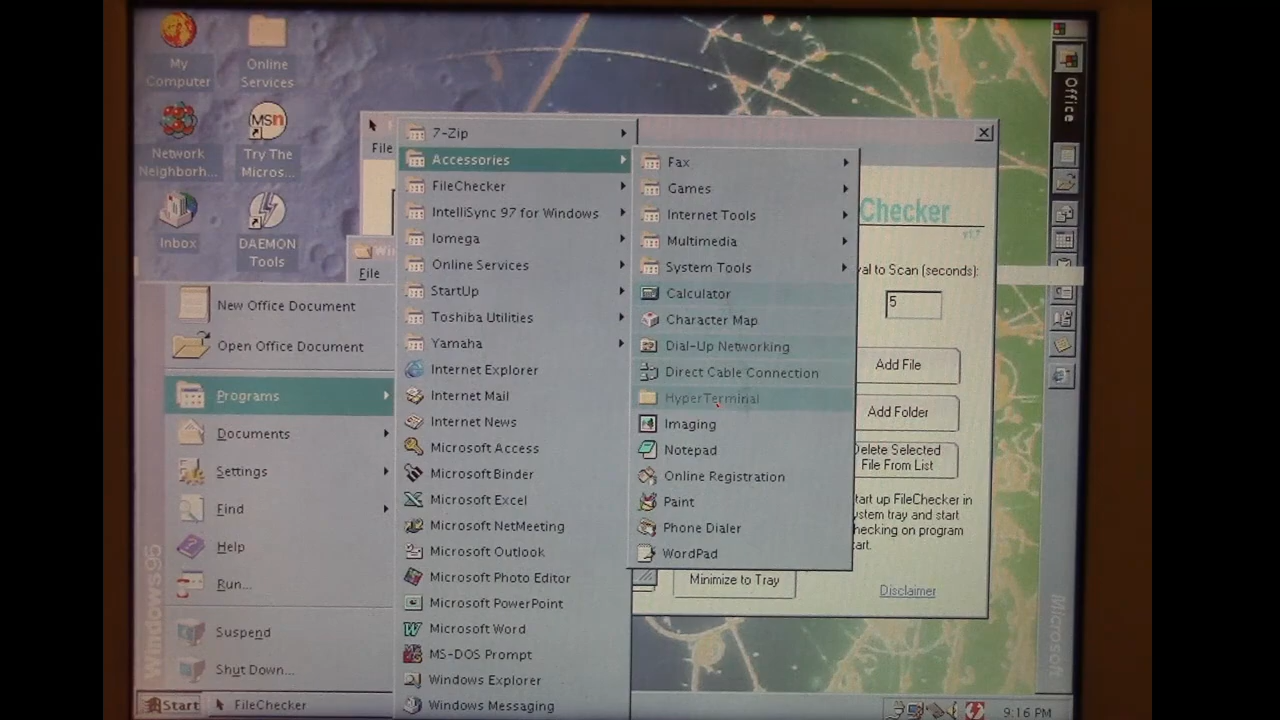 My
Computer
Online
Services
Network
Neighborh...
MSN
Try The
Micros...
Inbox
DAEMON
Tools
File
File
New Office Document
Open Office Document
Programs
Documents
Settings
Find
Help
Run...
Suspend
Shut Down...
Windows95
Start
FileChecker
7-Zip
Accessories
FileChecker
IntelliSync 97 for Windows
Iomega
Online Services
StartUp
Toshiba Utilities
Yamaha
Internet Explorer
Internet Mail
Internet News
Microsoft Access
Microsoft Binder
Microsoft Excel
Microsoft NetMeeting
Microsoft Outlook
Microsoft Photo Editor
Microsoft PowerPoint
Microsoft Word
MS-DOS Prompt
Windows Explorer
Windows Messaging
Fax
Games
Internet Tools
Multimedia
System Tools
Calculator
Character Map
Dial-Up Networking
Direct Cable Connection
HyperTerminal
Imaging
Notepad
Online Registration
Paint
Phone Dialer
WordPad
Checker
v1.7
val to Scan (seconds):
5
Add File
Add Folder
Delete Selected
File From List
tart up FileChecker in
ystem tray and start
hecking on program
tart.
Minimize to Tray
Disclaimer
Office
Microsoft
9:16 PM